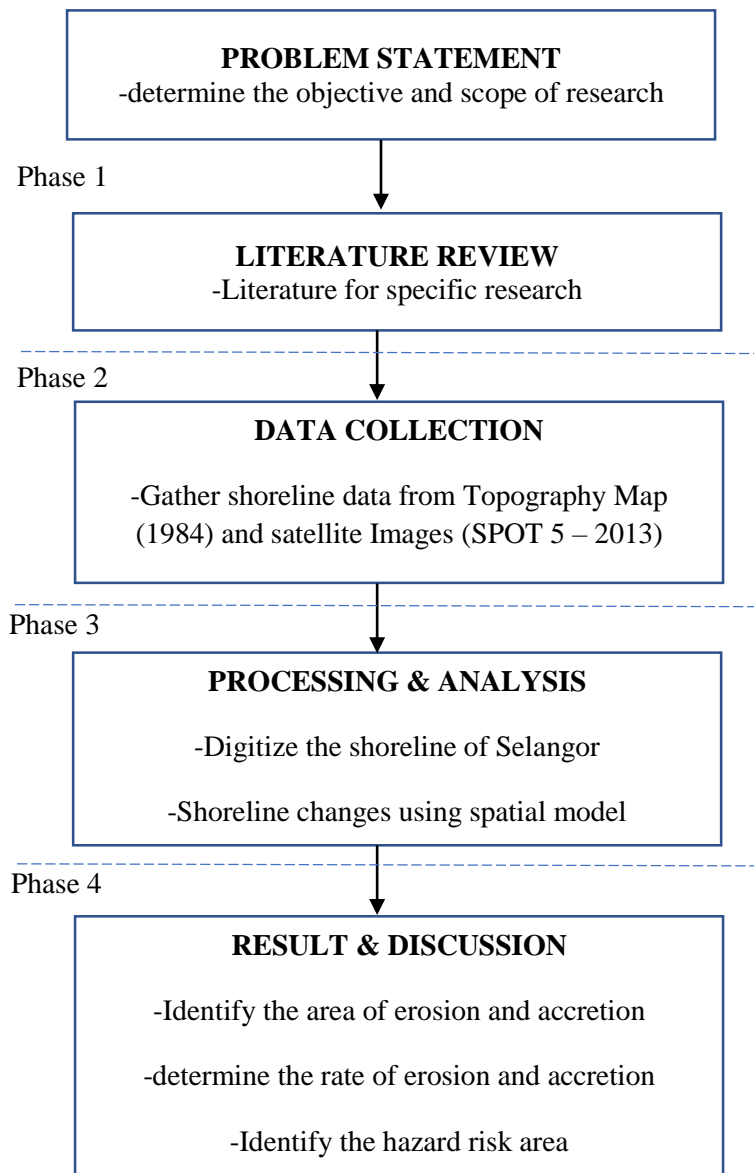 PROBLEM STATEMENT
-determine the objective and scope of research
Phase 1
LITERATURE REVIEW
-Literature for specific research
Phase 2
DATA COLLECTION
-Gather shoreline data from Topography Map
(1984) and satellite Images (SPOT 5 – 2013)
Phase 3
PROCESSING & ANALYSIS
-Digitize the shoreline of Selangor
-Shoreline changes using spatial model
Phase 4
RESULT & DISCUSSION
-Identify the area of erosion and accretion
-determine the rate of erosion and accretion
-Identify the hazard risk area